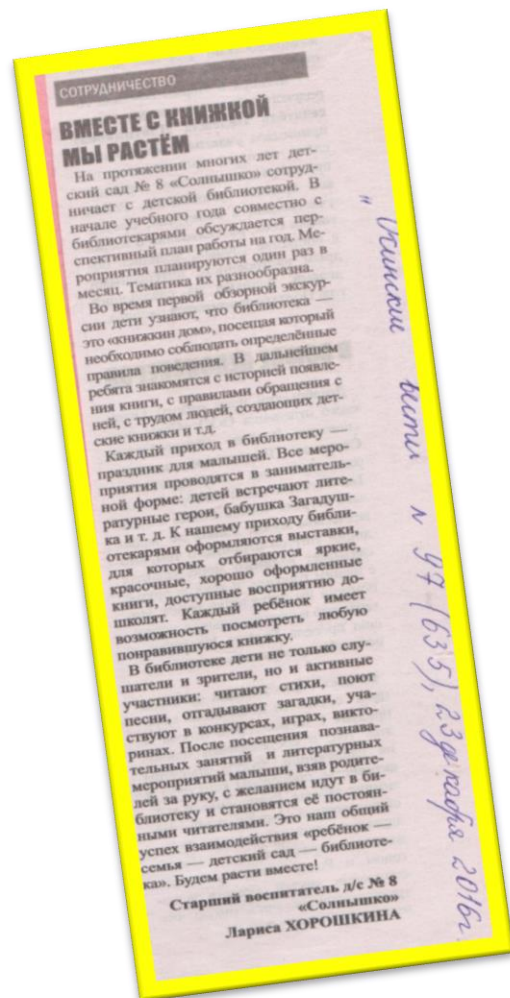 СОТРУДНИЧЕСТВО
ВМЕСТЕ С КНИЖКОЙ
МЫ РАСТЁМ
На протяжении многих лет дет-
ский сад № 8 «Солнышко» сотруд-
ничает с детской библиотекой. В
начале учебного года совместно с
библиотекарями обсуждается пер-
спективный план работы на год. Ме-
роприятия планируются один раз в
месяц. Тематика их разнообразна.
Во время первой обзорной экскур-
сии дети узнают, что библиотека —
это «книжкин дом», посещая который
необходимо соблюдать определённые
правила поведения. В дальнейшем
ребята знакомятся с историей появле-
ния книги, с правилами обращения с
ней, с трудом людей, создающих дет-
ские книжки и т.д.
Каждый приход в библиотеку —
праздник для малышей. Все меро-
приятия проводятся в заниматель-
ной форме: детей встречают лите-
ратурные герои, бабушка Загадуш-
ка и т. д. К нашему приходу библи-
отекарями оформляются выставки,
для которых отбираются яркие,
красочные, хорошо оформленные
книги, доступные восприятию до-
школят. Каждый ребёнок имеет
возможность посмотреть любую
понравившуюся книжку.
В библиотеке дети не только слу-
шатели и зрители, но и активные
участники: читают стихи, поют
песни, отгадывают загадки, уча-
ствуют в конкурсах, играх, викто-
ринах. После посещения познава-
тельных занятий и литературных
мероприятий малыши, взяв родите-
лей за руку, с желанием идут в би-
блиотеку и становятся её постоян-
ными читателями. Это наш общий
успех взаимодействия «ребёнок —
семья — детский сад — библиоте-
ка». Будем расти вместе!
Старший воспитатель д/с № 8
«Солнышко»
Лариса ХОРОШКИНА
вести N 97 (635), 23 декабря 2016г.